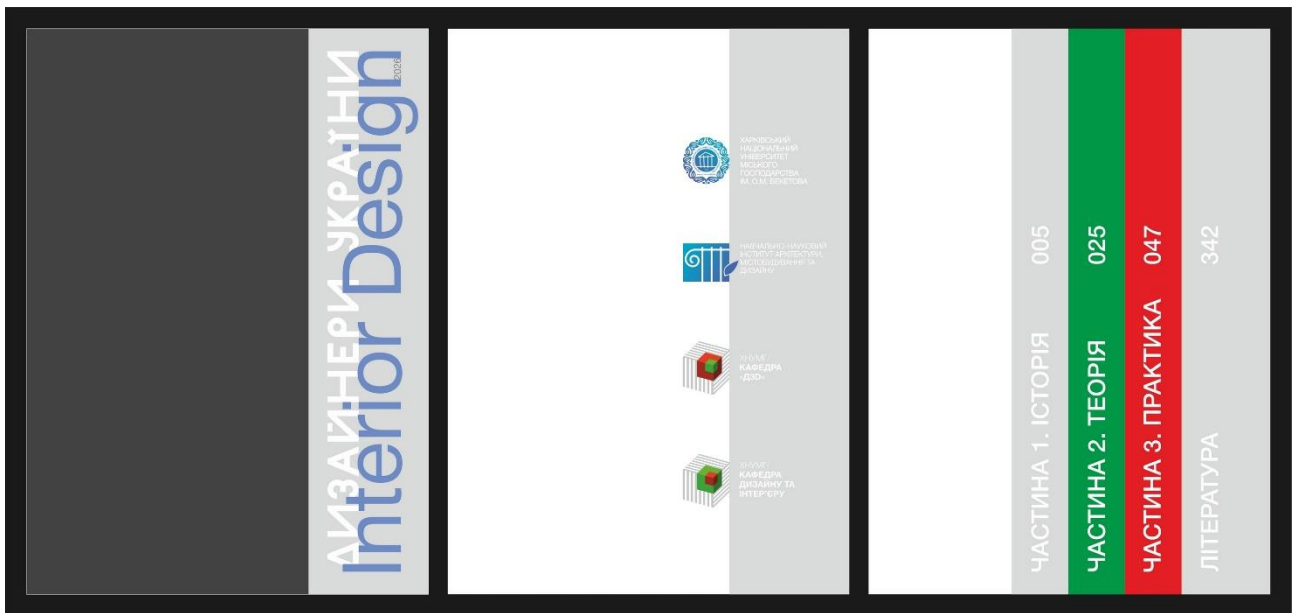 ДИЗАЙНЕРИ УКРАЇНИ
Interior Design
2026
ХАРКІВСЬКИЙ
НАЦІОНАЛЬНИЙ
УНІВЕРСИТЕТ
МІСЬКОГО
ГОСПОДАРСТВА
ІМ. О.М. БЕКЕТОВА
НАВЧАЛЬНО-НАУКОВИЙ
ІНСТИТУТ АРХІТЕКТУРИ,
МІСТОБУДУВАННЯ ТА
ДИЗАЙНУ
ХНУМГ/
КАФЕДРА
«ДЗО»
ХНУМГ/
КАФЕДРА
ДИЗАЙНУ ТА
ІНТЕР'ЄРУ
ЧАСТИНА 1. ІСТОРІЯ 005
ЧАСТИНА 2. ТЕОРІЯ 025
ЧАСТИНА 3. ПРАКТИКА 047
ЛІТЕРАТУРА 342